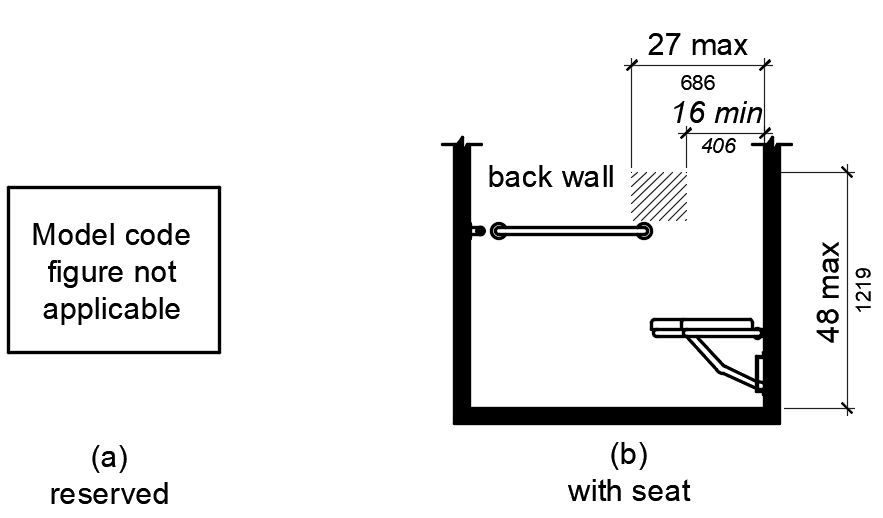 Model code
figure not
applicable
(a)
reserved
27 max
686
16 min
406
back wall
48 max
1219
(b)
with seat